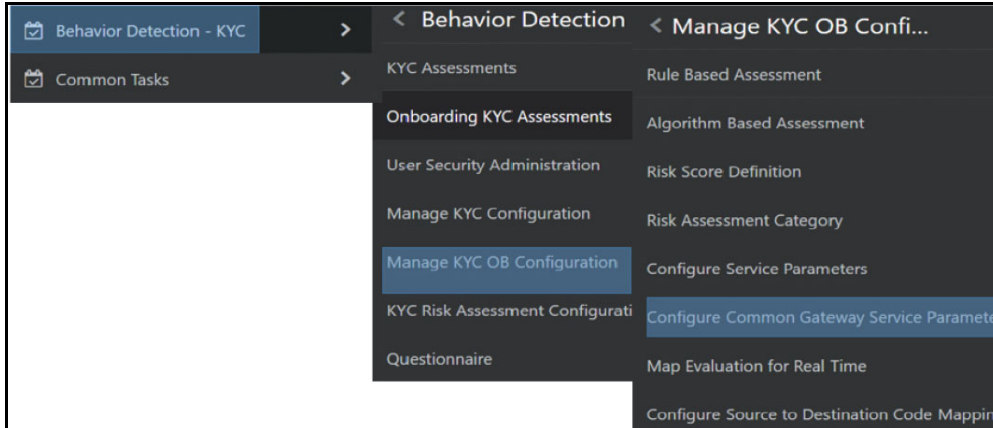 Behavior Detection - KYC
Common Tasks
Behavior Detection
KYC Assessments
Onboarding KYC Assessments
User Security Administration
Manage KYC Configuration
Manage KYC OB Configuration
KYC Risk Assessment Configurati
Questionnaire
Manage KYC OB Confi...
Rule Based Assessment
Algorithm Based Assessment
Risk Score Definition
Risk Assessment Category
Configure Service Parameters
Configure Common Gateway Service Paramete
Map Evaluation for Real Time
Configure Source to Destination Code Mappin